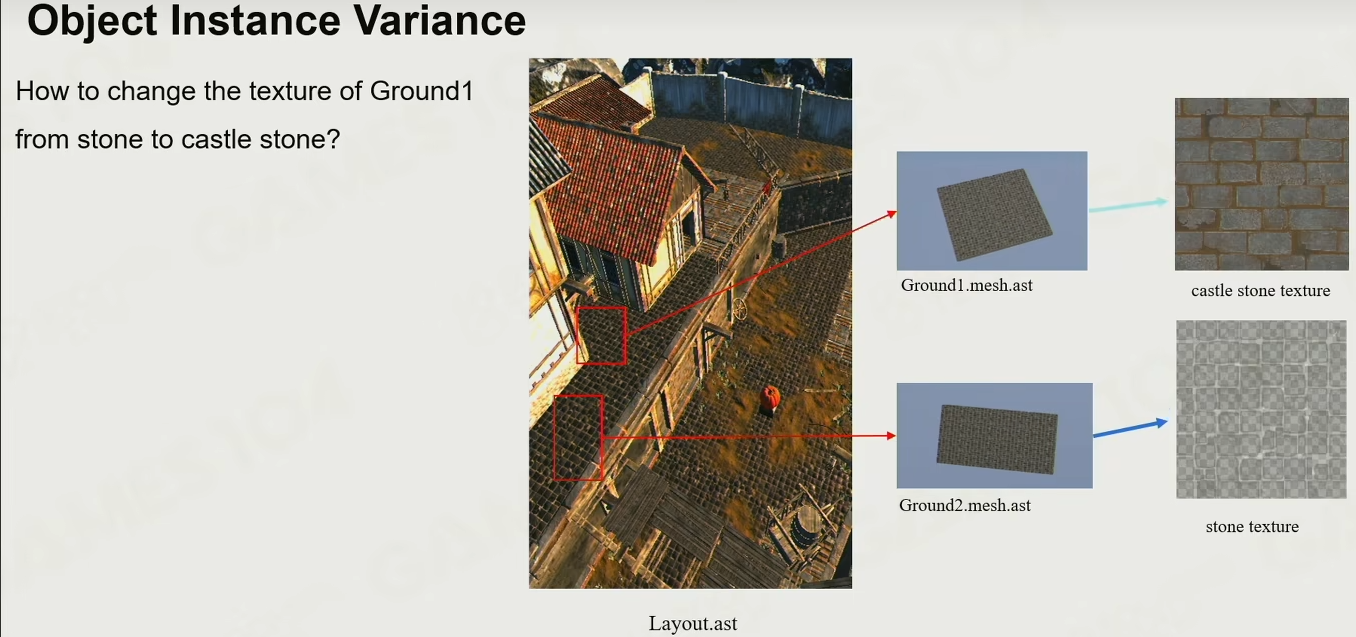 Object Instance Variance
How to change the texture of Ground1
from stone to castle stone?
Ground1.mesh.ast
castle stone texture
Ground2.mesh.ast
stone texture
Layout.ast
GAMES104